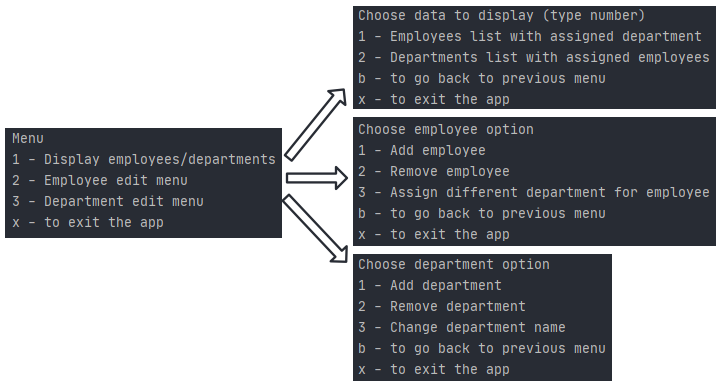 Menu
1 - Display employees/departments
2 - Employee edit menu
3 - Department edit menu
x - to exit the app
Choose data to display (type number)
1 - Employees list with assigned department
2 - Departments list with assigned employees
b - to go back to previous menu
x - to exit the app
Choose employee option
1 - Add employee
2 - Remove employee
3 - Assign different department for employee
b - to go back to previous menu
x - to exit the app
Choose department option
1 - Add department
2 - Remove department
3 - Change department name
b - to go back to previous menu
x - to exit the app